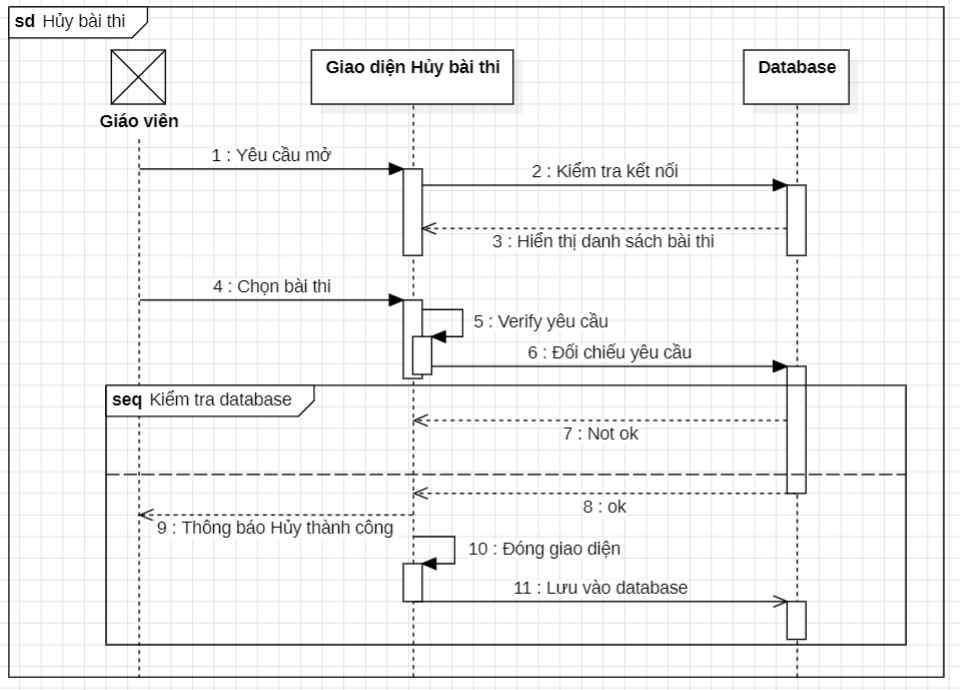 sd Hủy bài thi
Giao diện Hủy bài thi
Database
Giáo viên
1 : Yêu cầu mở
2 : Kiểm tra kết nối
3 : Hiển thị danh sách bài thi
4 : Chọn bài thi
5 : Verify yêu cầu
6 : Đối chiếu yêu cầu
seq Kiểm tra database
7 : Not ok
8 : ok
9 : Thông báo Hủy thành công
10 : Đóng giao diện
11 : Lưu vào database